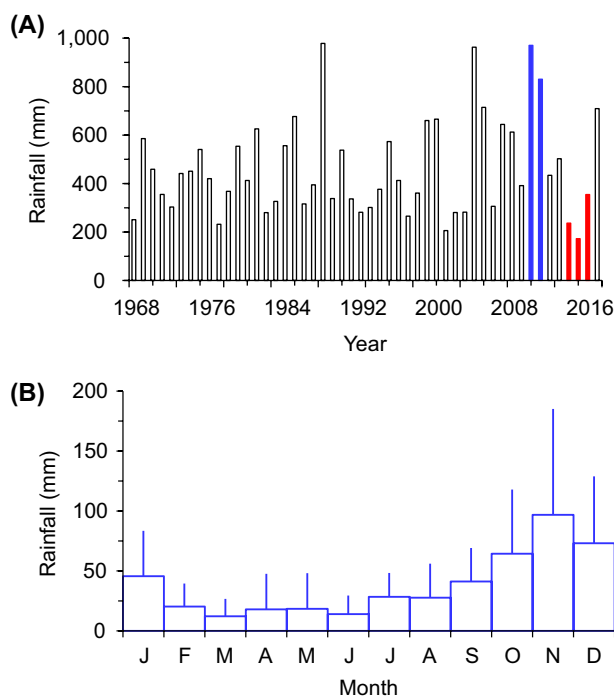 (A)
1,000
800
600
400
200
0
Rainfall (mm)
1968 1976 1984 1992 2000 2008 2016
Year
(B)
200
150
100
50
0
Rainfall (mm)
J F M A M J J A S O N D
Month